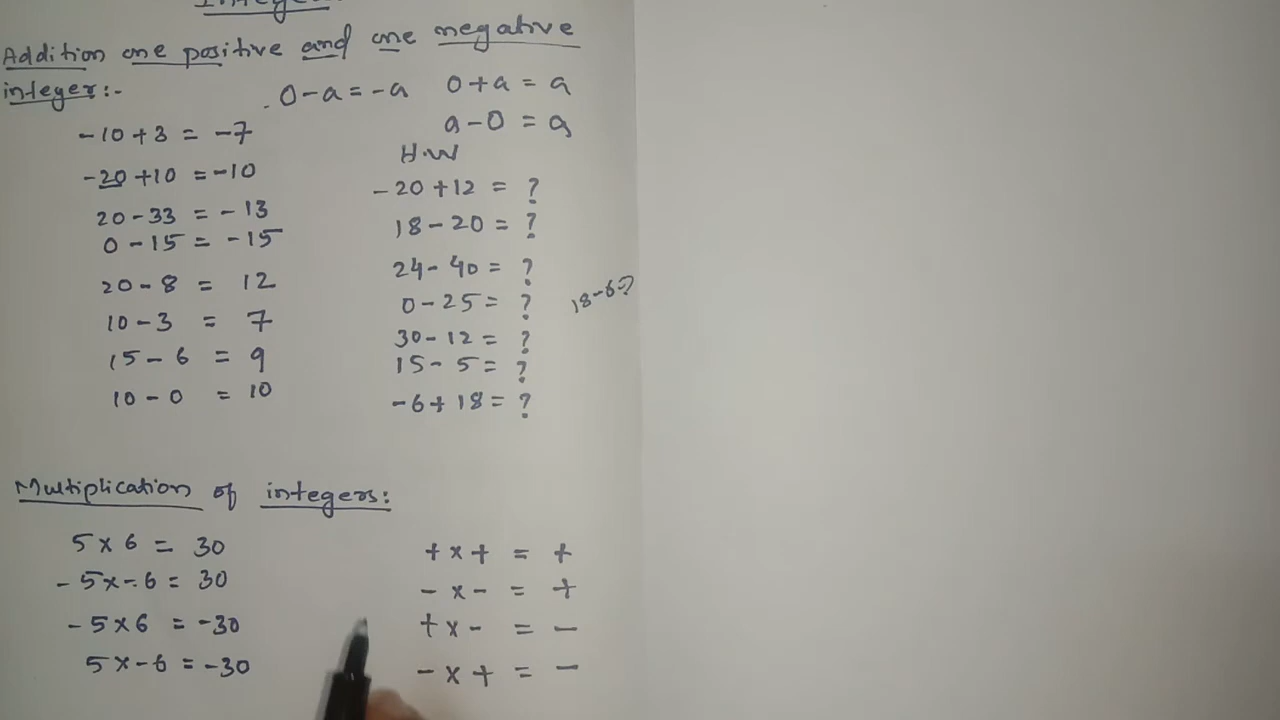 Integer
Addition one positive and one negative
integer:-
0-a=-a
0+a=a
a-0=a
-10+3=-7
-20+10=-10
20-33=-13
0-15=-15
20-8=12
10-3=7
15-6=9
10-0=10
H.W
-20+12=?
18-20=?
24-40=?
0-25=?
18-6?
30-12=?
15-5=?
-6+18=?
Multiplication of integers:
5x6=30
-5x-6=30
-5x6=-30
5x-6=-30
+x+=+
-x-=+
+x-=-
-x+=-